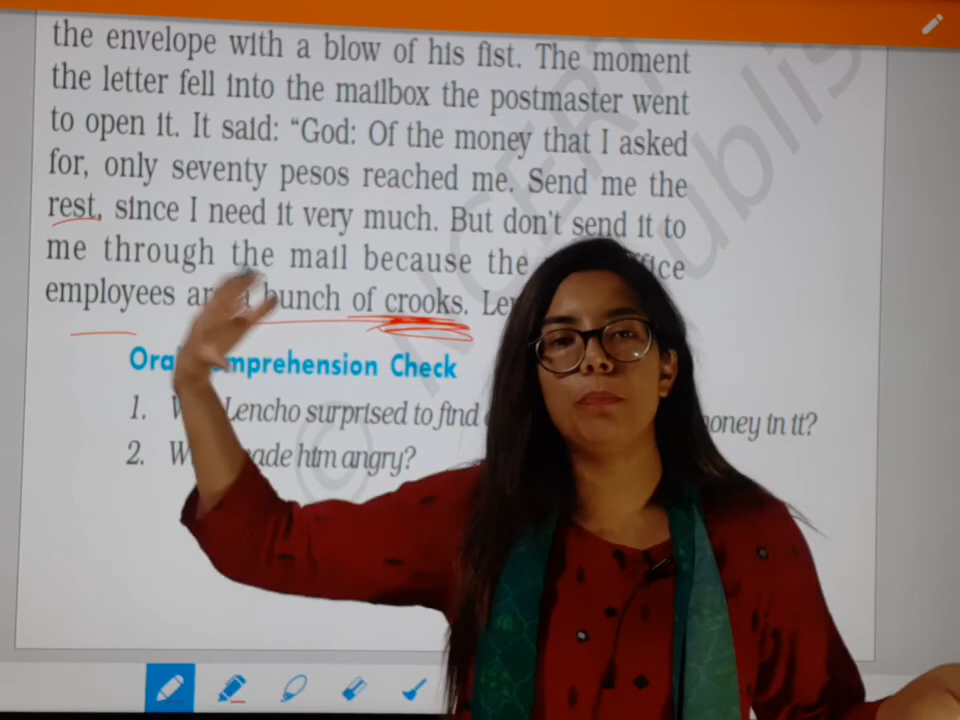 the envelope with a blow of his fist. The moment
the letter fell into the mailbox the postmaster went
to open it. It said: “God: Of the money that I asked
for, only seventy pesos reached me. Send me the
rest, since I need it very much. But don't send it to
me through the mail because the
employees a bunch of crooks.
Comprehension Check
1. Lencho surprised to find money in it?
2. him angry?
© NCERT